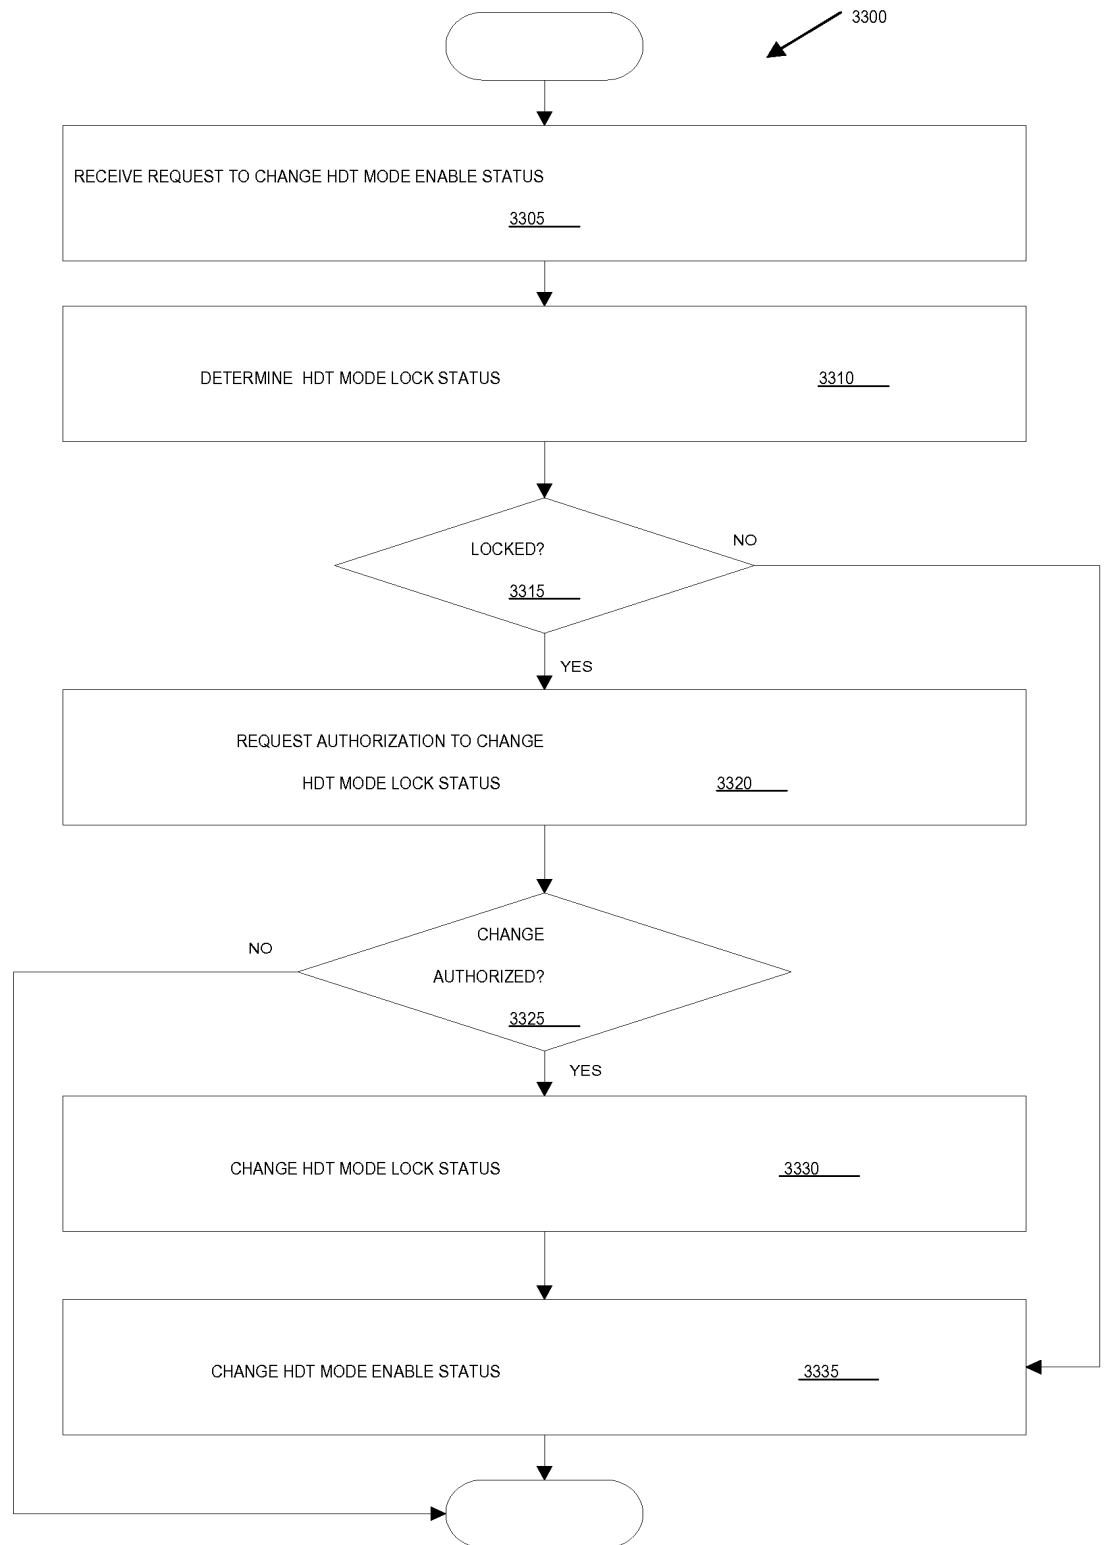 3300
RECEIVE REQUEST TO CHANGE HDT MODE ENABLE STATUS
3305
DETERMINE HDT MODE LOCK STATUS 3310
LOCKED?
3315
NO
YES
REQUEST AUTHORIZATION TO CHANGE
HDT MODE LOCK STATUS 3320
CHANGE
AUTHORIZED?
3325
NO
YES
CHANGE HDT MODE LOCK STATUS 3330
CHANGE HDT MODE ENABLE STATUS 3335